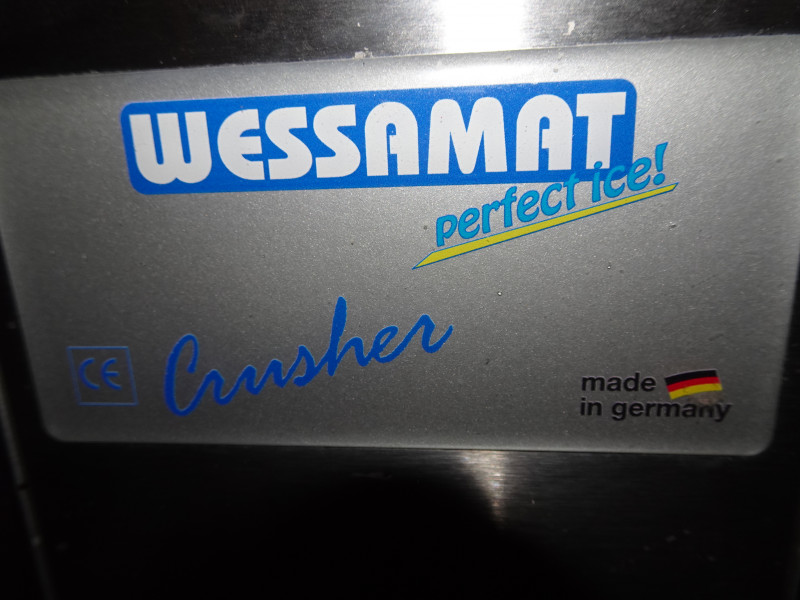 WESSAMAT
perfect ice!
Crusher
CE
made
in germany